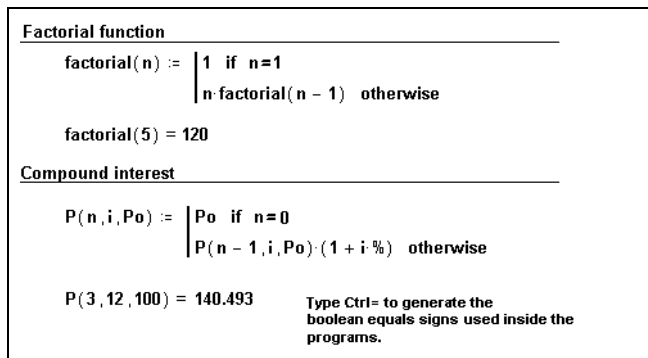 Factorial function
factorial(n) := 1 if n=1
n·factorial(n − 1) otherwise
factorial(5) = 120
Compound interest
P(n,i,Po) := Po if n=0
P(n − 1,i,Po)·(1 + i·%) otherwise
P(3,12,100) = 140.493
Type Ctrl= to generate the
boolean equals signs used inside the
programs.